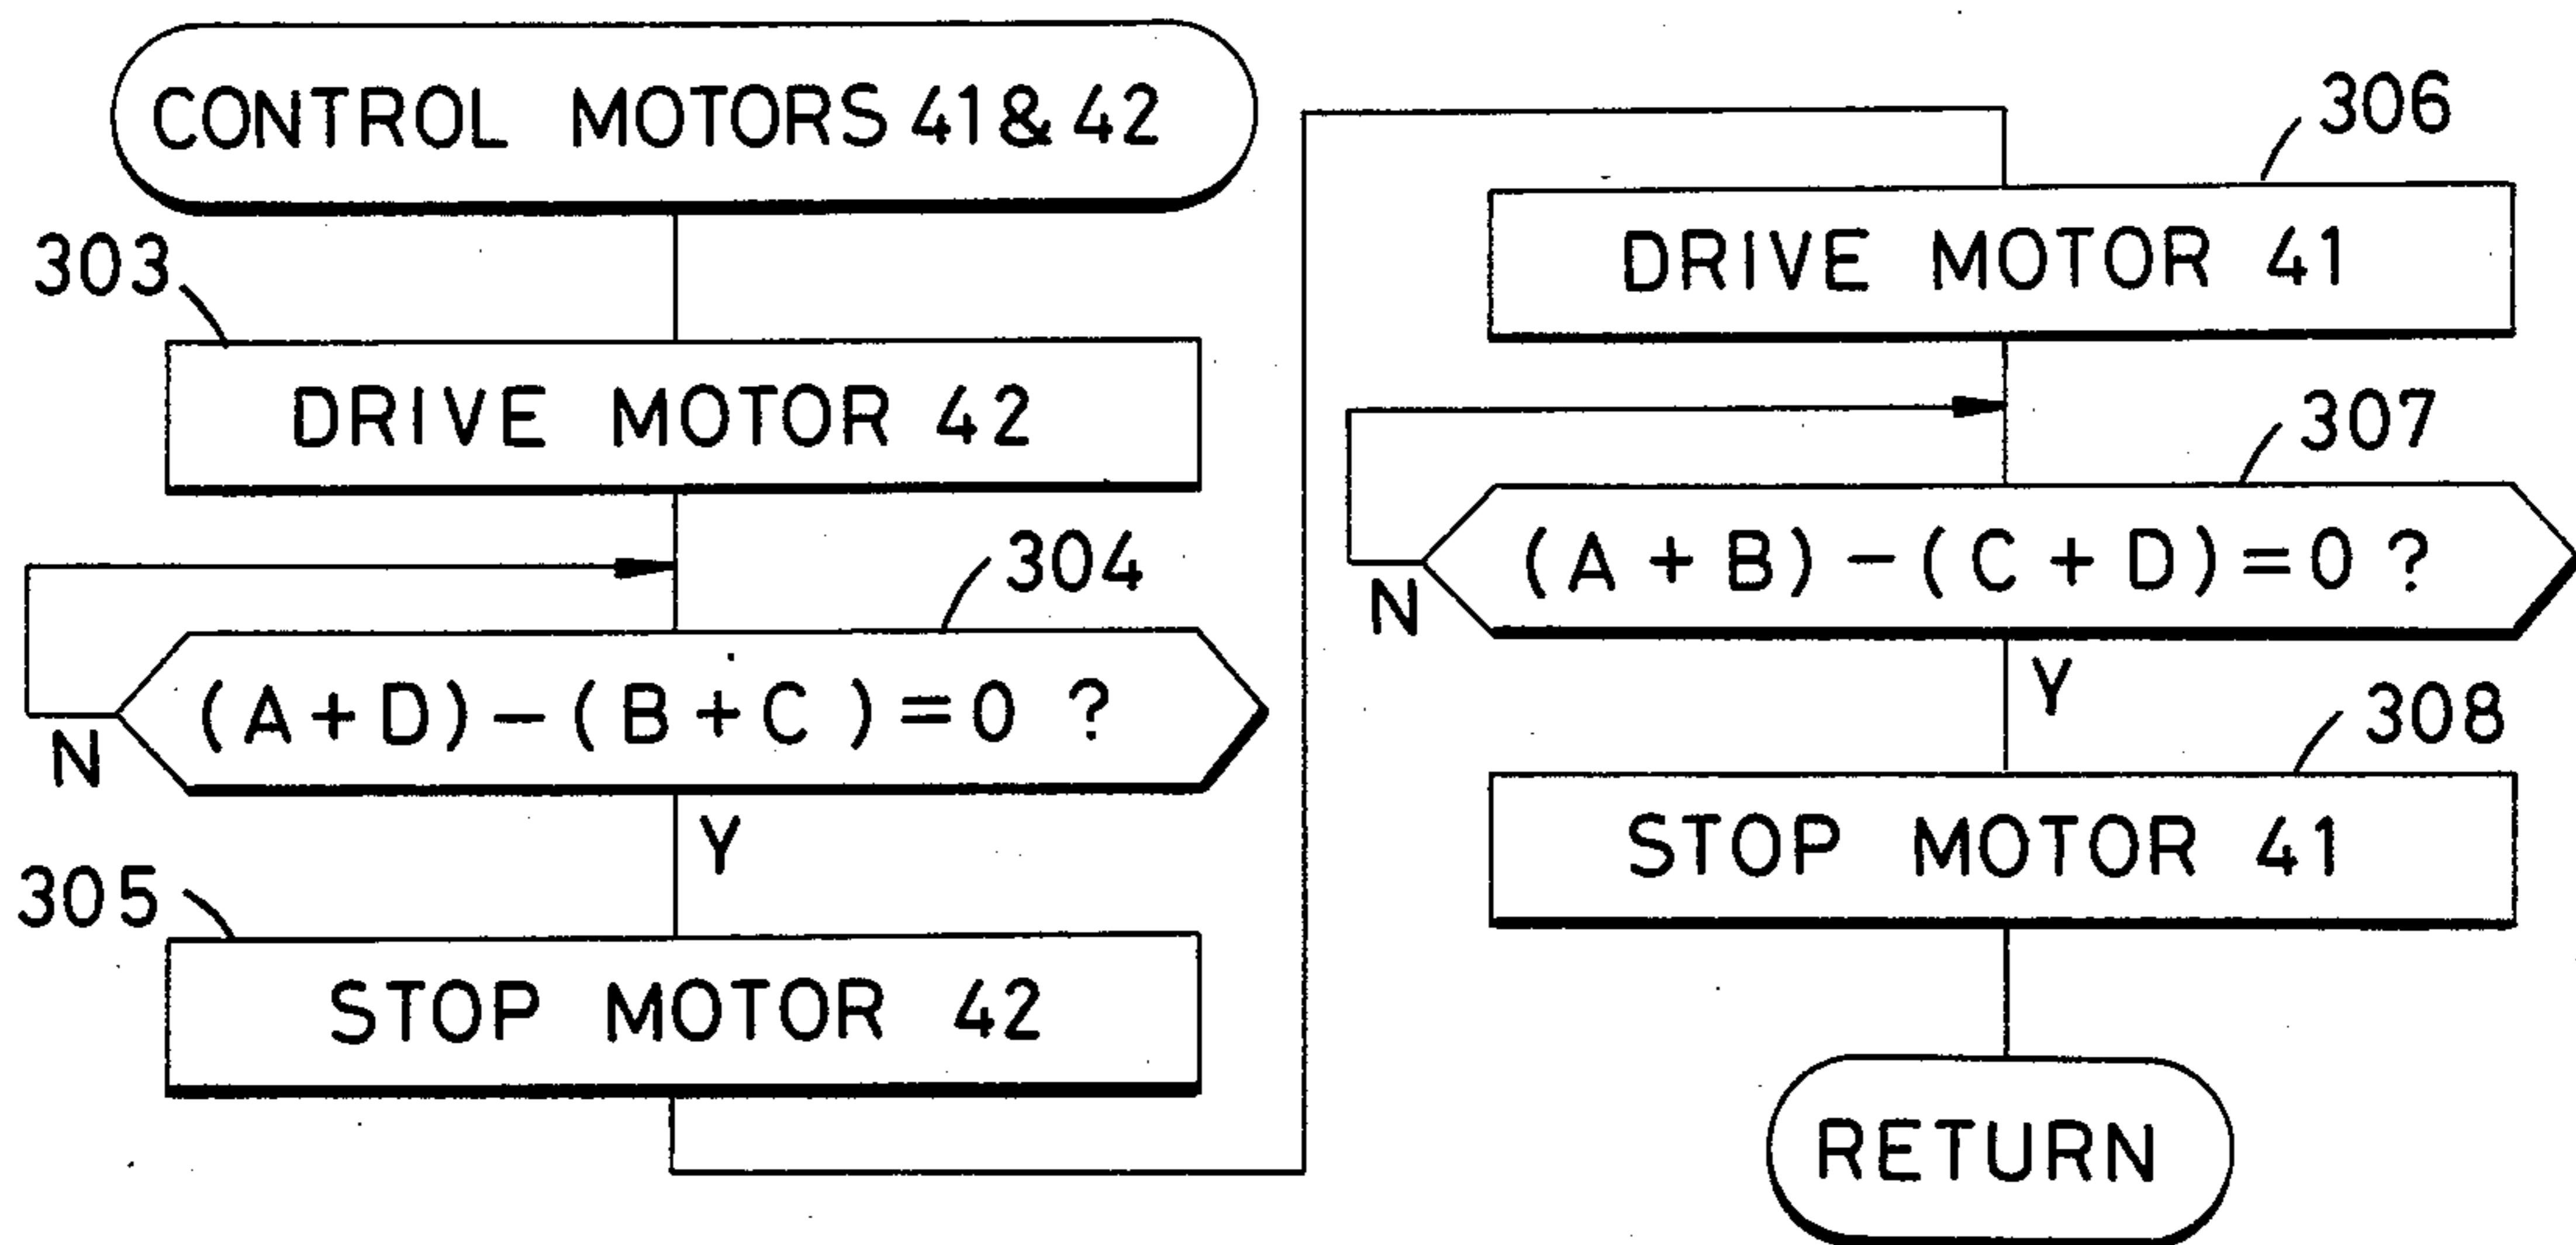 CONTROL MOTORS 41 & 42
303
DRIVE MOTOR 42
304
(A+D)-(B+C)=0 ?
N
Y
305
STOP MOTOR 42
306
DRIVE MOTOR 41
307
(A+B)-(C+D)=0 ?
N
Y
308
STOP MOTOR 41
RETURN